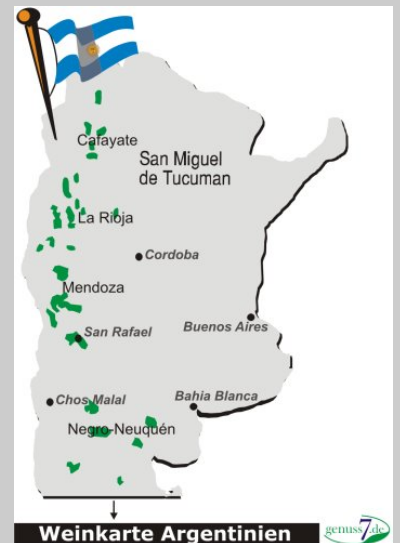 Cafayate
San Miguel
de Tucuman
La Rioja
Cordoba
Mendoza
San Rafael
Buenos Aires
Chos Malal
Bahia Blanca
Negro-Neuquén
Weinkarte Argentinien
genuss7.de